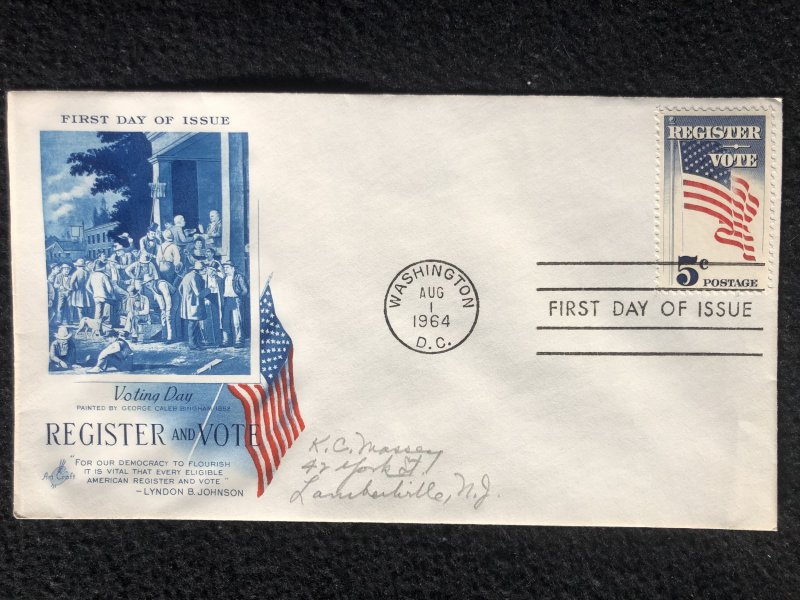 FIRST DAY OF ISSUE
Voting Day
PAINTED BY GEORGE CALEB BINGHAM 1852
REGISTER AND VOTE
"FOR OUR DEMOCRACY TO FLOURISH
IT IS VITAL THAT EVERY ELIGIBLE
AMERICAN REGISTER AND VOTE"
—LYNDON B. JOHNSON
Art Craft
K. C. Massey
42 York St.
Lambertville, N.J.
WASHINGTON
AUG
1
1964
D.C.
REGISTER
VOTE
5c
POSTAGE
FIRST DAY OF ISSUE